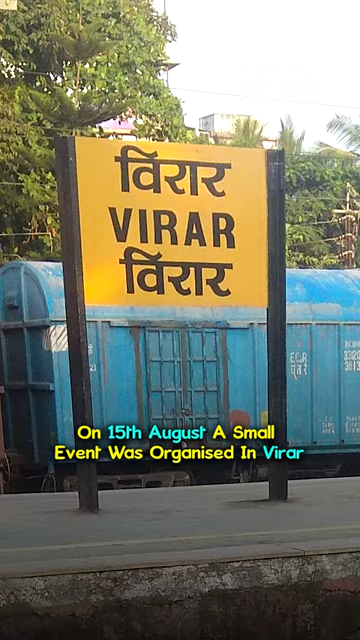 विरार
VIRAR
विरार
E.C.R
पूर्व
On 15th August A Small
Event Was Organised In Virar